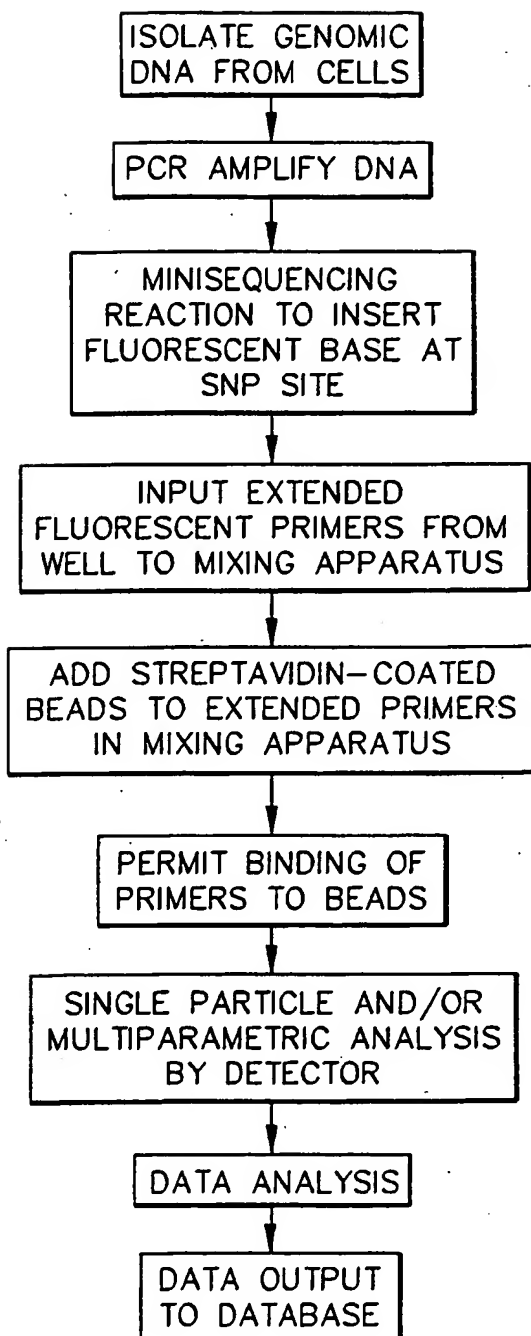 ISOLATE GENOMIC
DNA FROM CELLS
PCR AMPLIFY DNA
MINISEQUENCING
REACTION TO INSERT
FLUORESCENT BASE AT
SNP SITE
INPUT EXTENDED
FLUORESCENT PRIMERS FROM
WELL TO MIXING APPARATUS
ADD STREPTAVIDIN-COATED
BEADS TO EXTENDED PRIMERS
IN MIXING APPARATUS
PERMIT BINDING OF
PRIMERS TO BEADS
SINGLE PARTICLE AND/OR
MULTIPARAMETRIC ANALYSIS
BY DETECTOR
DATA ANALYSIS
DATA OUTPUT
TO DATABASE